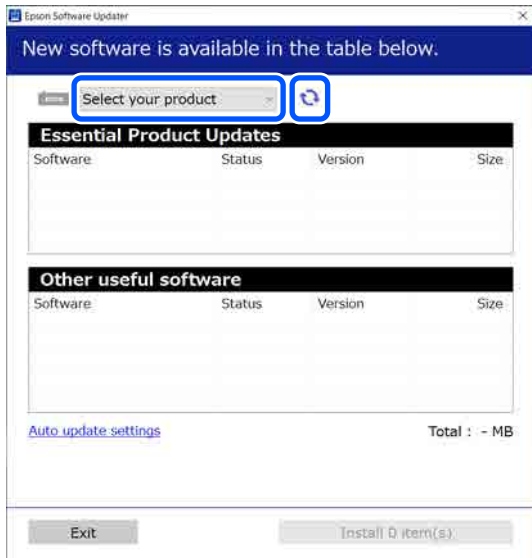 Epson Software Updater
New software is available in the table below.
Select your product
Essential Product Updates
Software Status Version Size
Other useful software
Software Status Version Size
Auto update settings Total : - MB
Exit Install 0 item(s)